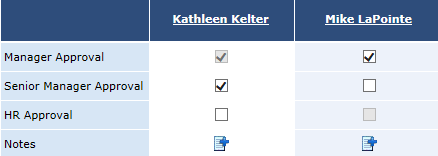 Kathleen Kelter Mike LaPointe
Manager Approval
Senior Manager Approval
HR Approval
Notes